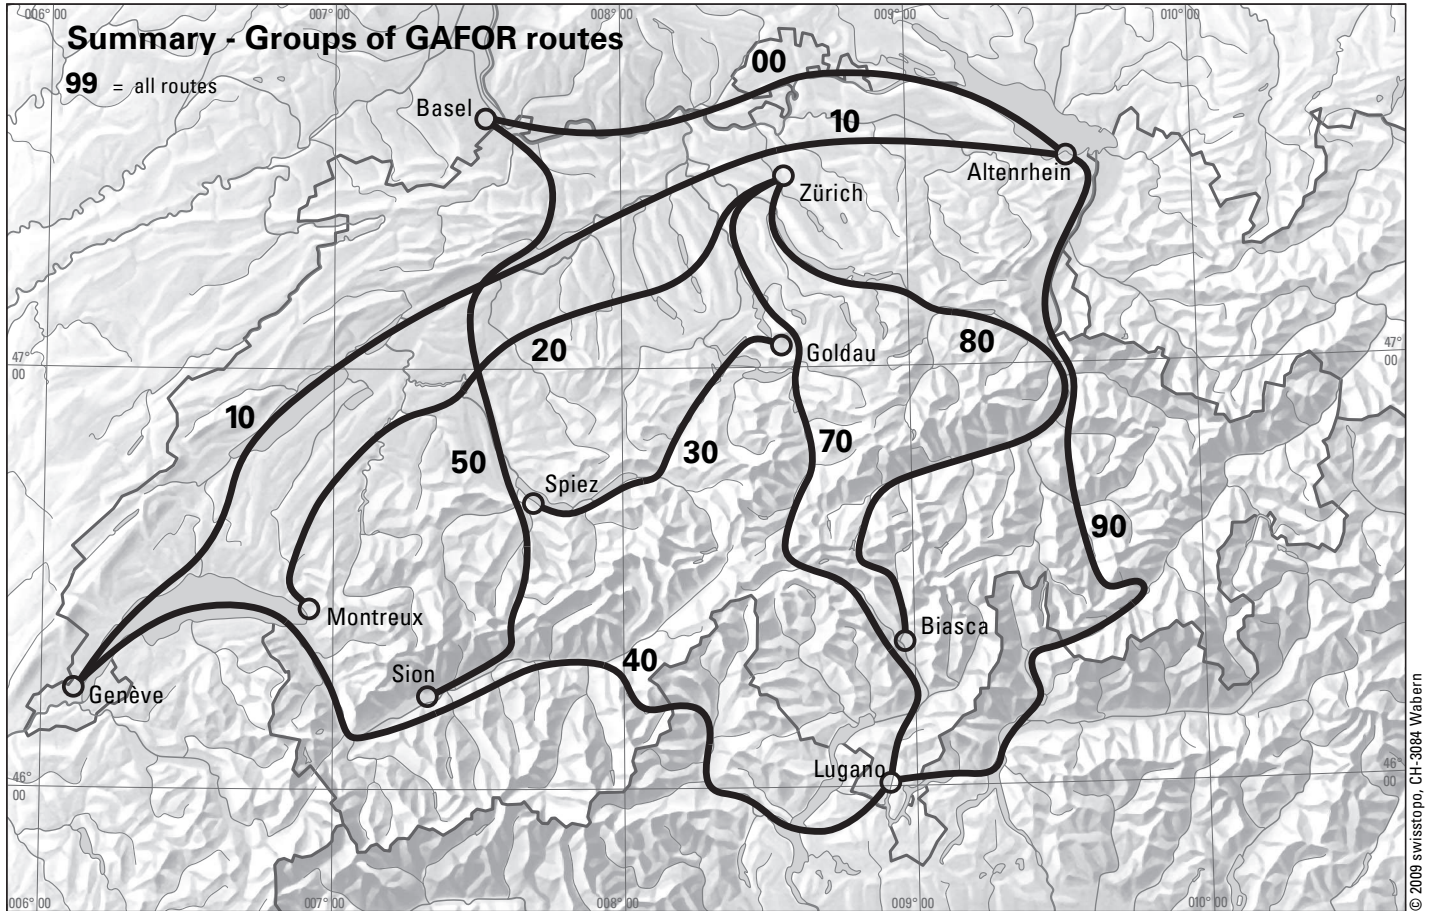 006° 00
007° 00
008° 00
009° 00
010° 00
Summary - Groups of GAFOR routes
99 = all routes
00
Basel
10
Altenrhein
Zürich
47°
00
20
Goldau
80
47°
00
10
50
30
70
Spiez
90
Montreux
Biasca
Sion
40
Genève
Lugano
46°
00
46°
00
006° 00
007° 00
008° 00
009° 00
010° 00
© 2009 swisstopo, CH-3084 Wabern